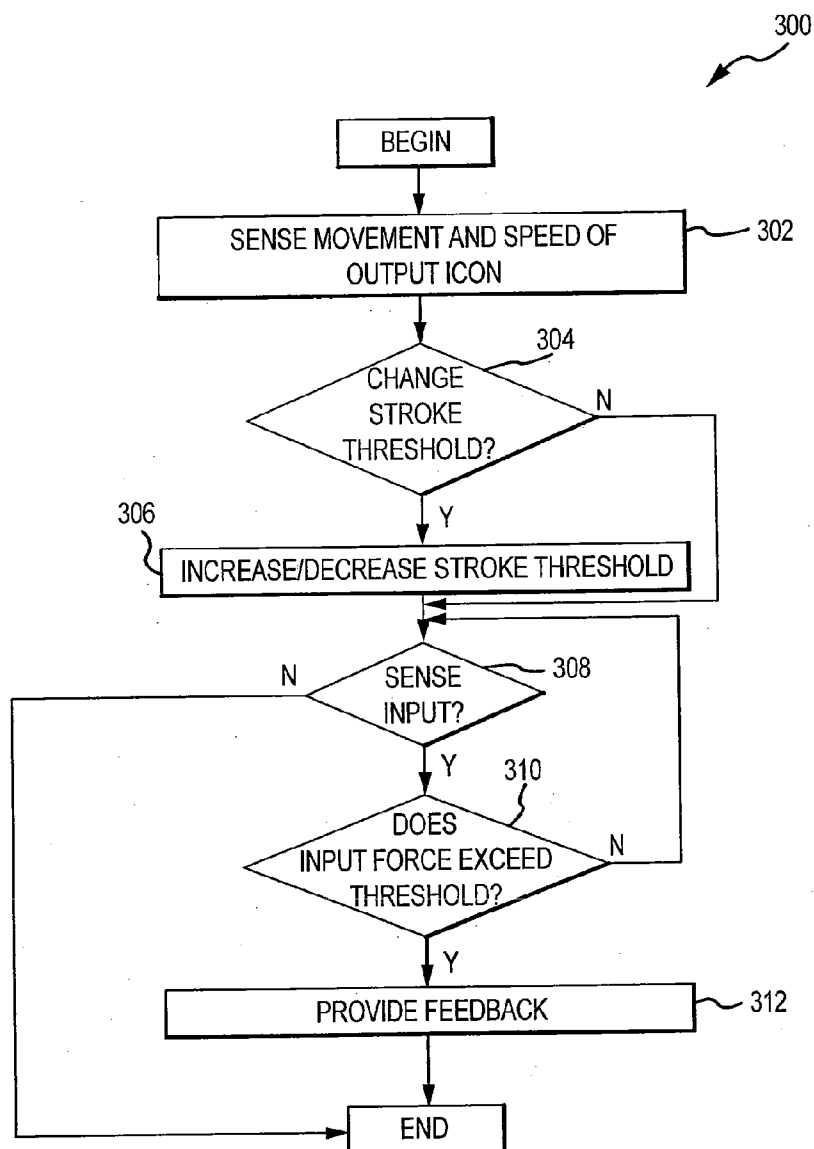 300
BEGIN
SENSE MOVEMENT AND SPEED OF
OUTPUT ICON
302
304
CHANGE
STROKE
THRESHOLD?
N
Y
306
INCREASE/DECREASE STROKE THRESHOLD
N
SENSE
INPUT?
308
Y
310
DOES
INPUT FORCE EXCEED
THRESHOLD?
N
Y
PROVIDE FEEDBACK
312
END